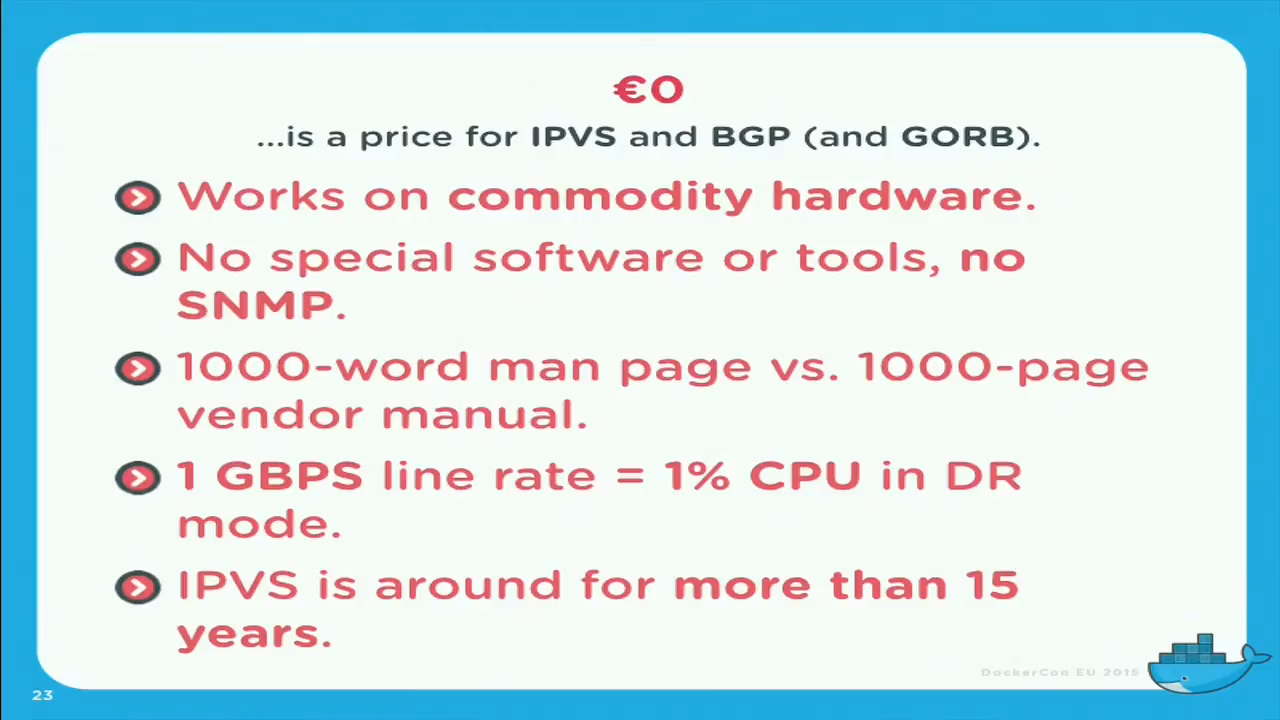 €0
...is a price for IPVS and BGP (and GORB).
Works on commodity hardware.
No special software or tools, no
SNMP.
1000-word man page vs. 1000-page
vendor manual.
1 GBPS line rate = 1% CPU in DR
mode.
IPVS is around for more than 15
years.
DockerCon EU 2015
23